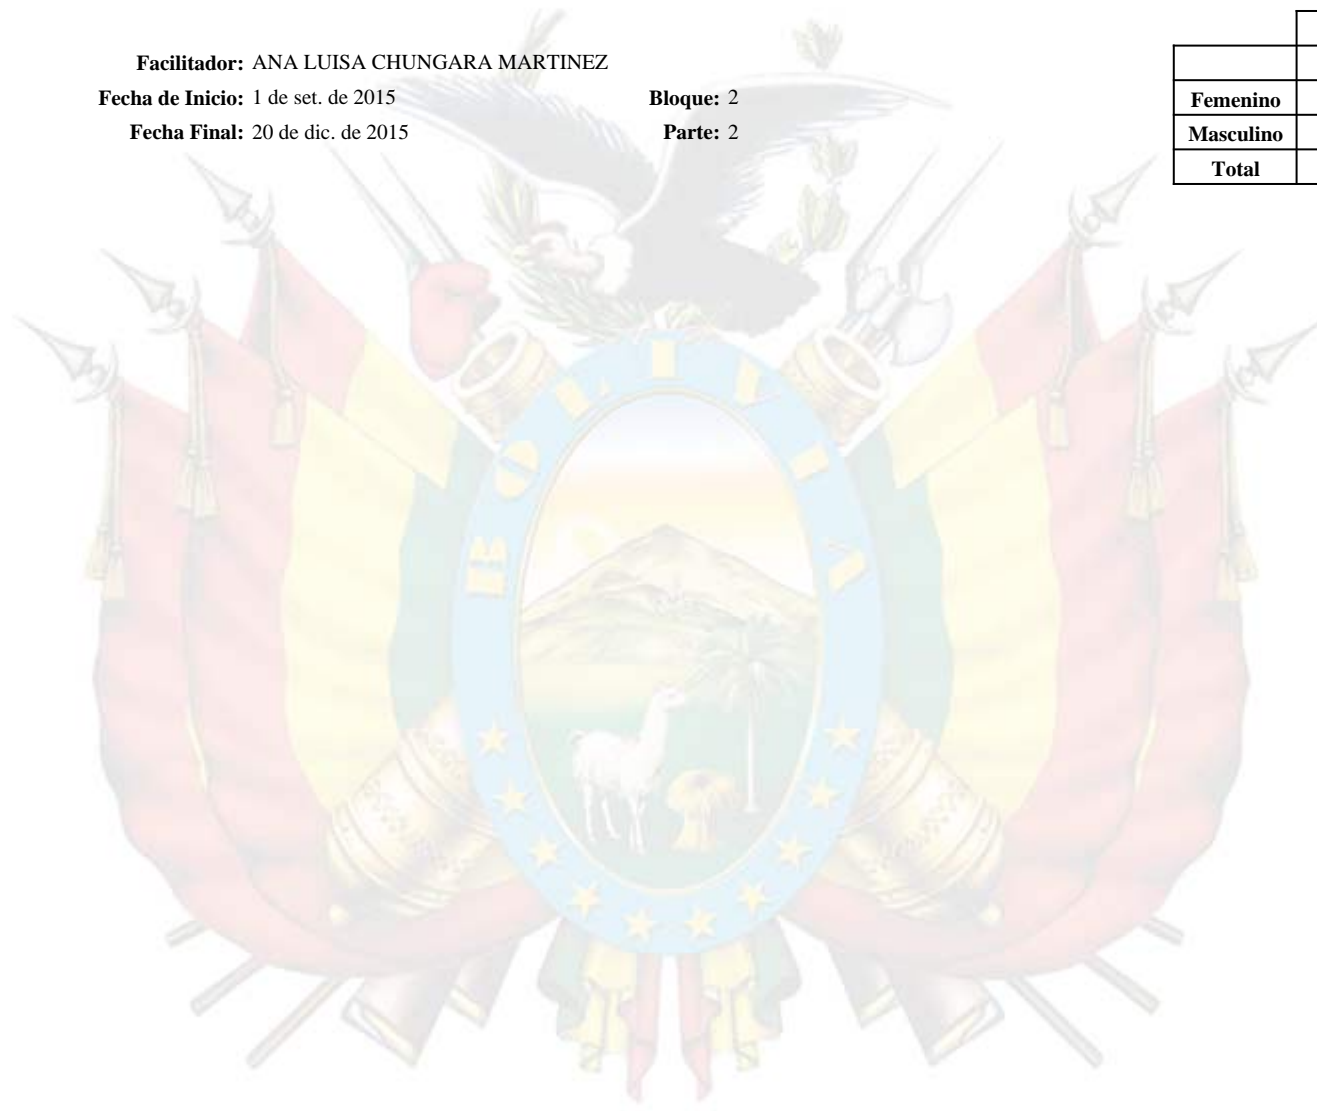 Facilitador: ANA LUISA CHUNGARA MARTINEZ
Fecha de Inicio: 1 de set. de 2015 Bloque: 2
Fecha Final: 20 de dic. de 2015 Parte: 2
Femenino
Masculino
Total
BOLIVIA